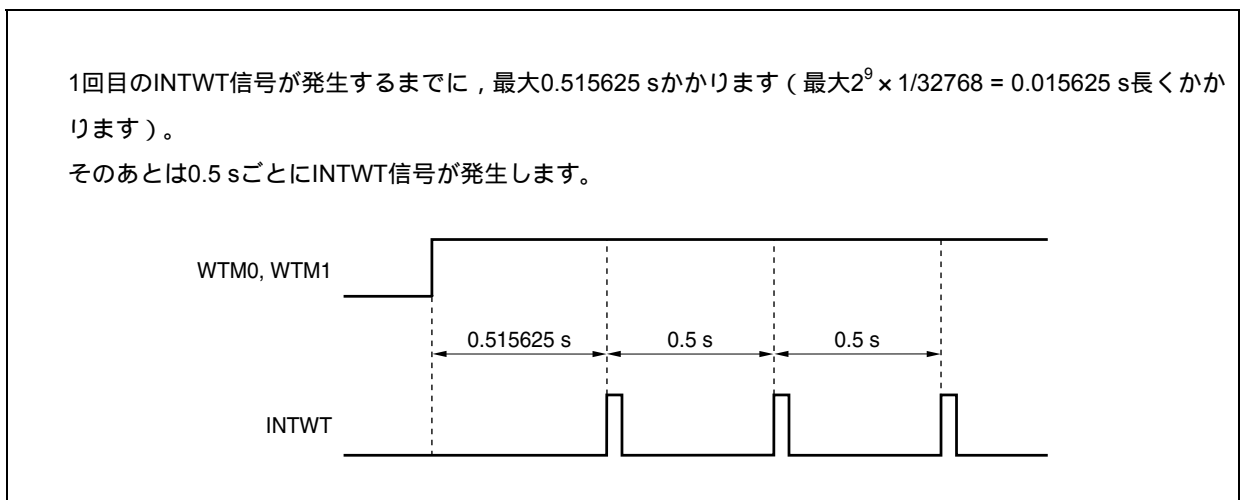 1回目のINTWT信号が発生するまでに，最大0.515625 sかかります（最大2⁹×1/32768 = 0.015625 s長くかか
ります）。
そのあとは0.5 sごとにINTWT信号が発生します。
WTM0, WTM1
0.515625 s 0.5 s 0.5 s
INTWT